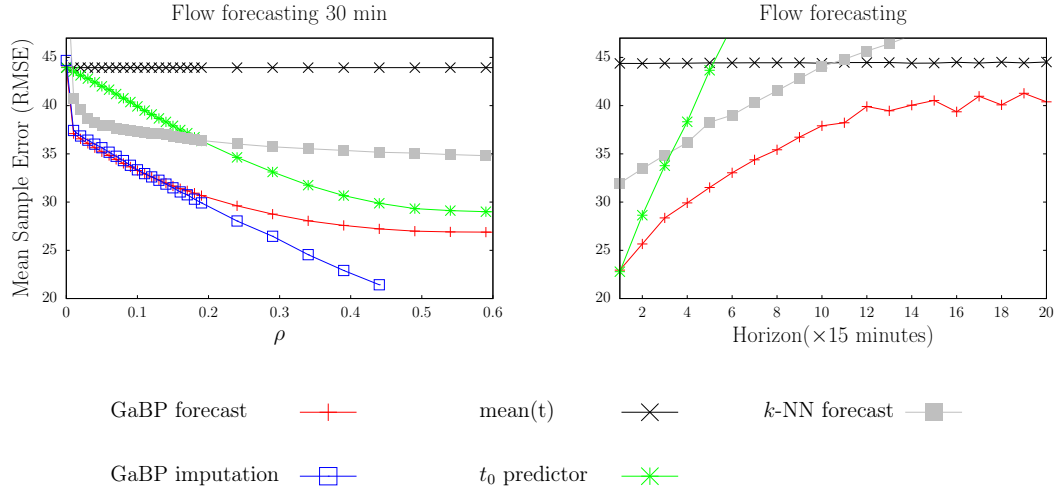 Flow forecasting 30 min
Mean Sample Error (RMSE)
45
40
35
30
25
20
0 0.1 0.2 0.3 0.4 0.5 0.6
ρ
Flow forecasting
45
40
35
30
25
20
2 4 6 8 10 12 14 16 18 20
Horizon(×15 minutes)
GaBP forecast
mean(t)
k-NN forecast
GaBP imputation
t₀ predictor